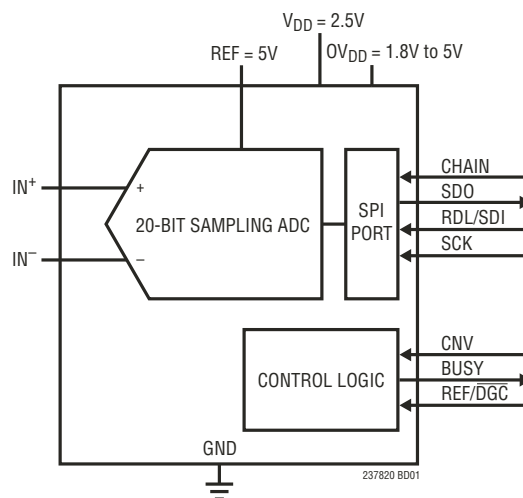 VDD = 2.5V
OVDD = 1.8V to 5V
REF = 5V
IN+
+
20-BIT SAMPLING ADC
IN–
–
SPI
PORT
CHAIN
SDO
RDL/SDI
SCK
CONTROL LOGIC
CNV
BUSY
REF/D̅G̅C̅
GND
237820 BD01